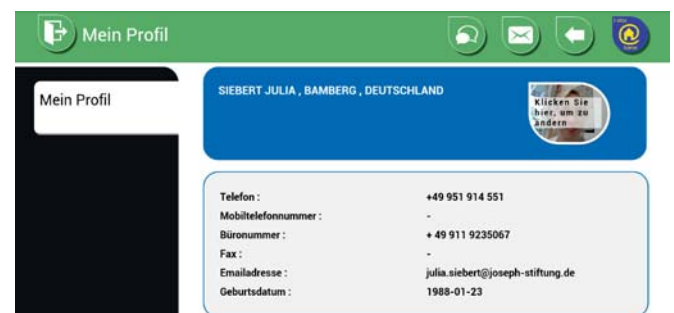 Mein Profil
Mein Profil
SIEBERT JULIA , BAMBERG , DEUTSCHLAND
Klicken Sie
hier, um zu
ändern
Telefon : +49 951 914 551
Mobiltelefonnummer : -
Büronummer : + 49 911 9235067
Fax : -
Emailadresse : julia.siebert@joseph-stiftung.de
Geburtsdatum : 1988-01-23